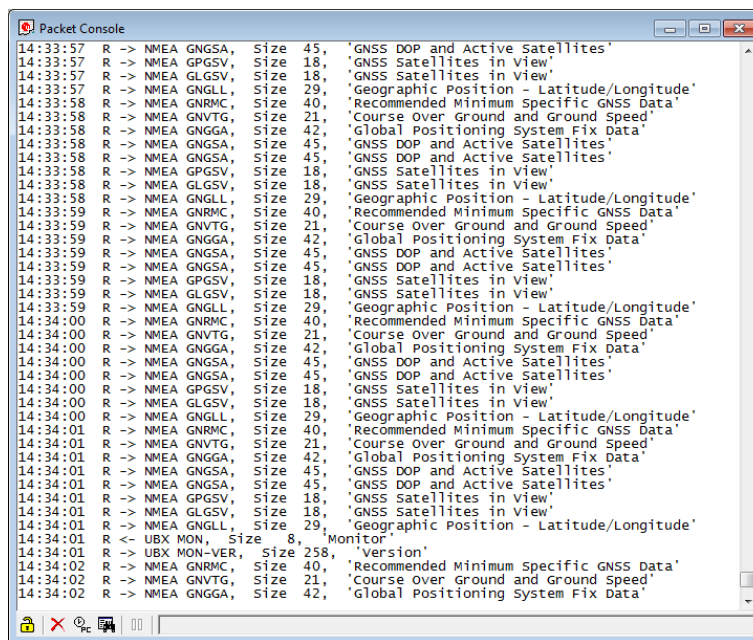 Packet Console
14:33:57 R -> NMEA GNGSA, Size 45, 'GNSS DOP and Active Satellites'
14:33:57 R -> NMEA GPGSV, Size 18, 'GNSS Satellites in View'
14:33:57 R -> NMEA GLGSV, Size 18, 'GNSS Satellites in View'
14:33:57 R -> NMEA GNGLL, Size 29, 'Geographic Position - Latitude/Longitude'
14:33:58 R -> NMEA GNRMC, Size 40, 'Recommended Minimum Specific GNSS Data'
14:33:58 R -> NMEA GNVTG, Size 21, 'Course Over Ground and Ground Speed'
14:33:58 R -> NMEA GNGGA, Size 42, 'Global Positioning System Fix Data'
14:33:58 R -> NMEA GNGSA, Size 45, 'GNSS DOP and Active Satellites'
14:33:58 R -> NMEA GNGSA, Size 45, 'GNSS DOP and Active Satellites'
14:33:58 R -> NMEA GPGSV, Size 18, 'GNSS Satellites in View'
14:33:58 R -> NMEA GLGSV, Size 18, 'GNSS Satellites in View'
14:33:58 R -> NMEA GNGLL, Size 29, 'Geographic Position - Latitude/Longitude'
14:33:59 R -> NMEA GNRMC, Size 40, 'Recommended Minimum Specific GNSS Data'
14:33:59 R -> NMEA GNVTG, Size 21, 'Course Over Ground and Ground Speed'
14:33:59 R -> NMEA GNGGA, Size 42, 'Global Positioning System Fix Data'
14:33:59 R -> NMEA GNGSA, Size 45, 'GNSS DOP and Active Satellites'
14:33:59 R -> NMEA GNGSA, Size 45, 'GNSS DOP and Active Satellites'
14:33:59 R -> NMEA GPGSV, Size 18, 'GNSS Satellites in View'
14:33:59 R -> NMEA GLGSV, Size 18, 'GNSS Satellites in View'
14:33:59 R -> NMEA GNGLL, Size 29, 'Geographic Position - Latitude/Longitude'
14:34:00 R -> NMEA GNRMC, Size 40, 'Recommended Minimum Specific GNSS Data'
14:34:00 R -> NMEA GNVTG, Size 21, 'Course Over Ground and Ground Speed'
14:34:00 R -> NMEA GNGGA, Size 42, 'Global Positioning System Fix Data'
14:34:00 R -> NMEA GNGSA, Size 45, 'GNSS DOP and Active Satellites'
14:34:00 R -> NMEA GNGSA, Size 45, 'GNSS DOP and Active Satellites'
14:34:00 R -> NMEA GPGSV, Size 18, 'GNSS Satellites in View'
14:34:00 R -> NMEA GLGSV, Size 18, 'GNSS Satellites in View'
14:34:00 R -> NMEA GNGLL, Size 29, 'Geographic Position - Latitude/Longitude'
14:34:01 R -> NMEA GNRMC, Size 40, 'Recommended Minimum Specific GNSS Data'
14:34:01 R -> NMEA GNVTG, Size 21, 'Course Over Ground and Ground Speed'
14:34:01 R -> NMEA GNGGA, Size 42, 'Global Positioning System Fix Data'
14:34:01 R -> NMEA GNGSA, Size 45, 'GNSS DOP and Active Satellites'
14:34:01 R -> NMEA GNGSA, Size 45, 'GNSS DOP and Active Satellites'
14:34:01 R -> NMEA GPGSV, Size 18, 'GNSS Satellites in View'
14:34:01 R -> NMEA GLGSV, Size 18, 'GNSS Satellites in View'
14:34:01 R -> NMEA GNGLL, Size 29, 'Geographic Position - Latitude/Longitude'
14:34:01 R <- UBX MON, Size 8, 'Monitor'
14:34:01 R -> UBX MON-VER, Size 258, 'Version'
14:34:02 R -> NMEA GNRMC, Size 40, 'Recommended Minimum Specific GNSS Data'
14:34:02 R -> NMEA GNVTG, Size 21, 'Course Over Ground and Ground Speed'
14:34:02 R -> NMEA GNGGA, Size 42, 'Global Positioning System Fix Data'
PC